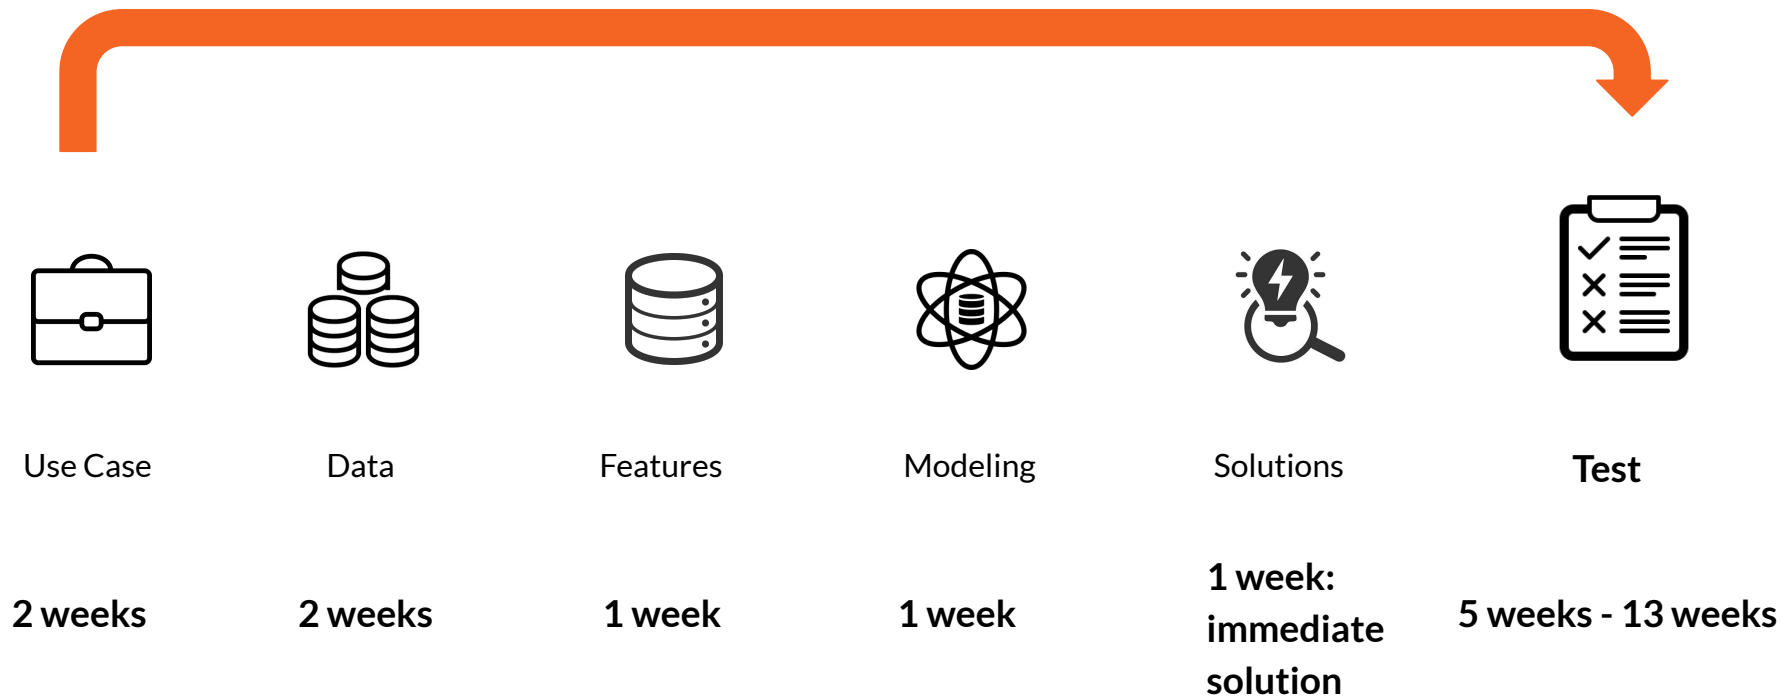 Use Case
Data
Features
Modeling
Solutions
Test
2 weeks
2 weeks
1 week
1 week
1 week:
immediate
solution
5 weeks - 13 weeks